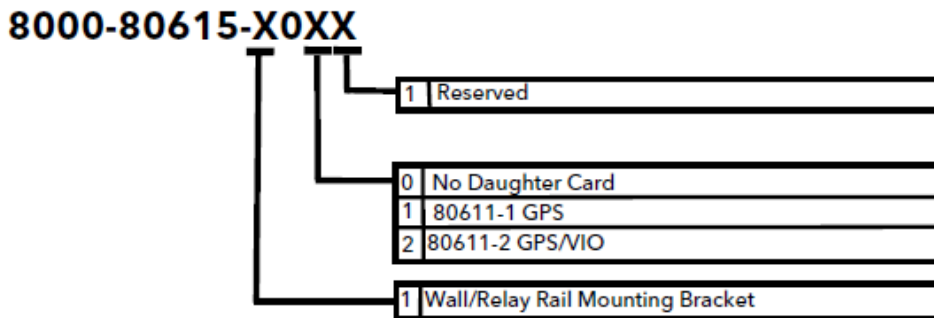 8000-80615-X0XX
1 Reserved
0 No Daughter Card
1 80611-1 GPS
2 80611-2 GPS/VIO
1 Wall/Relay Rail Mounting Bracket